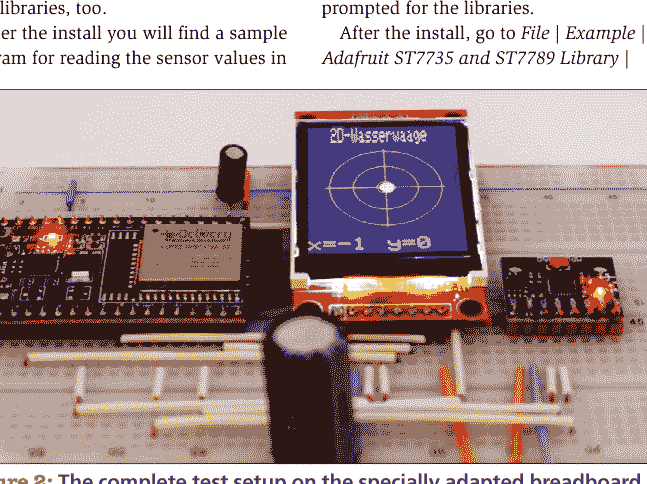 libraries, too.
er the install you will find a sample
ram for reading the sensor values in
prompted for the libraries.
After the install, go to File | Example |
Adafruit ST7735 and ST7789 Library |
2D-Wasserwaage
x=-1 y=0
ure 2: The complete test setup on the specially adapted breadboard